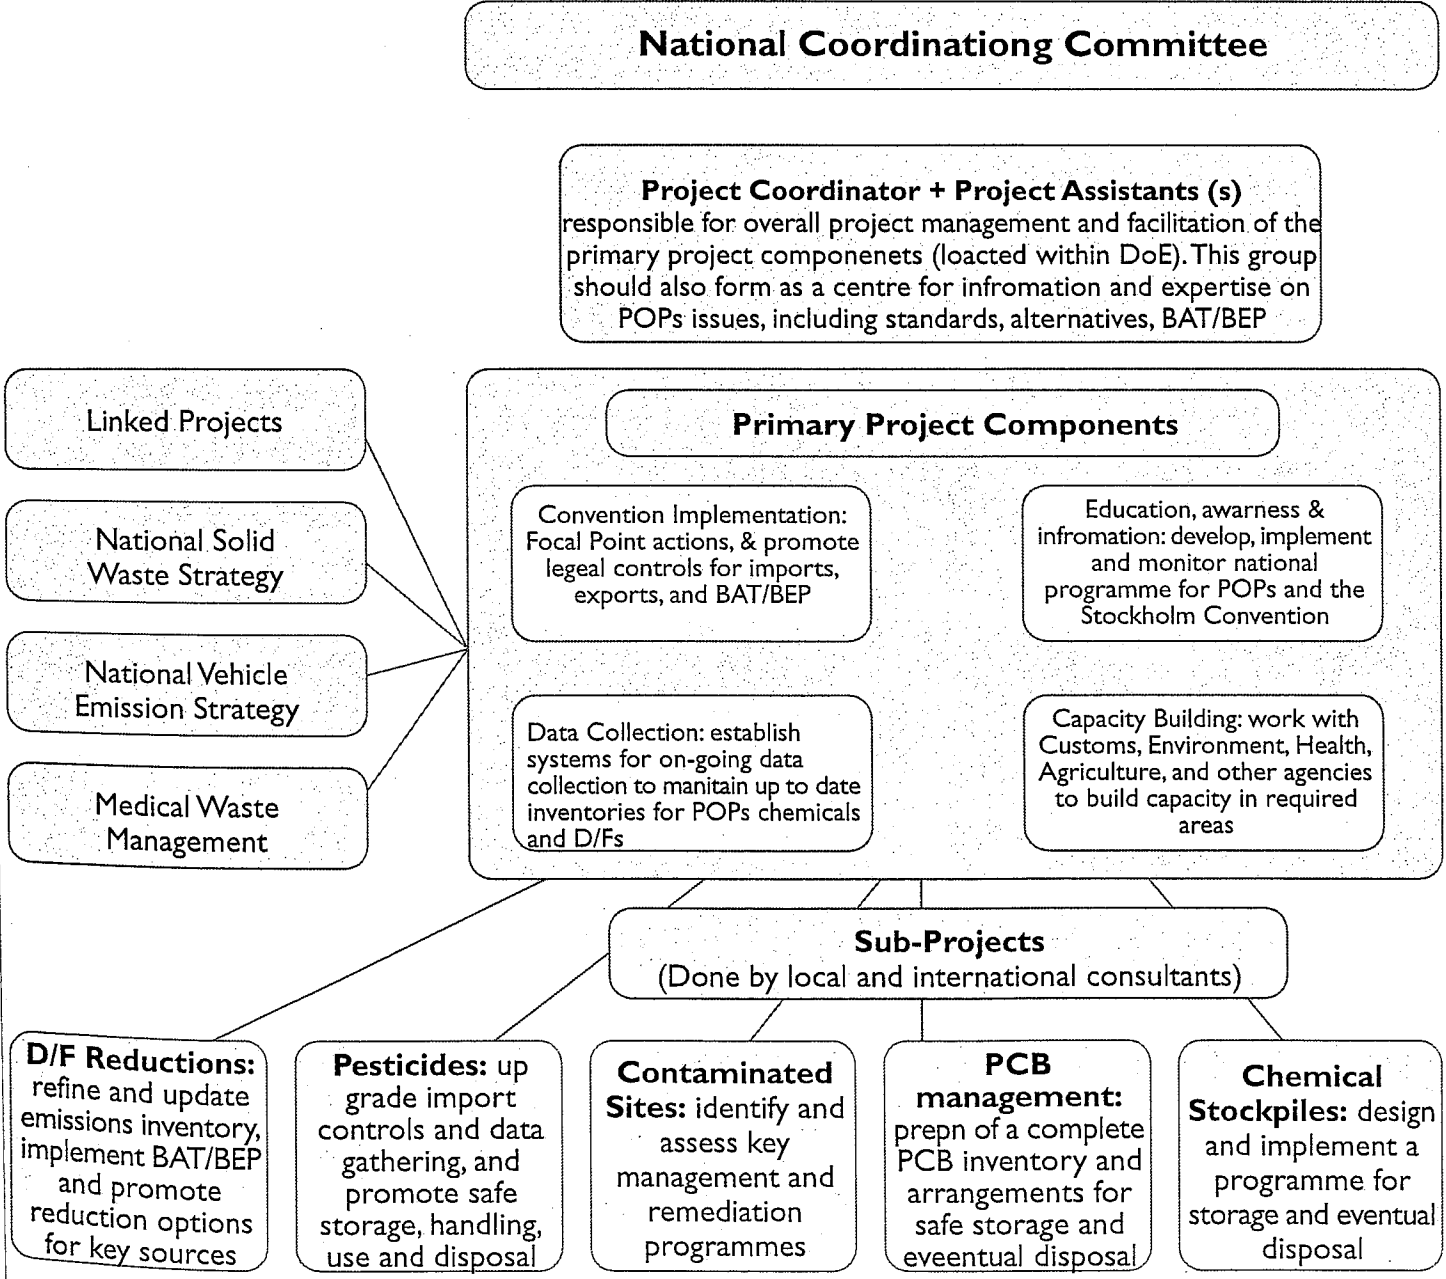 National Coordinationg Committee
Project Coordinator + Project Assistants (s)
responsible for overall project management and facilitation of the
primary project componenets (loacted within DoE). This group
should also form as a centre for infromation and expertise on
POPs issues, including standards, alternatives, BAT/BEP
Linked Projects
National Solid
Waste Strategy
National Vehicle
Emission Strategy
Medical Waste
Management
Primary Project Components
Convention Implementation:
Focal Point actions, & promote
legeal controls for imports,
exports, and BAT/BEP
Education, awarness &
infromation: develop, implement
and monitor national
programme for POPs and the
Stockholm Convention
Data Collection: establish
systems for on-going data
collection to manitain up to date
inventories for POPs chemicals
and D/Fs
Capacity Building: work with
Customs, Environment, Health,
Agriculture, and other agencies
to build capacity in required
areas
Sub-Projects
(Done by local and international consultants)
D/F Reductions:
refine and update
emissions inventory,
implement BAT/BEP
and promote
reduction options
for key sources
Pesticides: up
grade import
controls and data
gathering, and
promote safe
storage, handling,
use and disposal
Contaminated
Sites: identify and
assess key
management and
remediation
programmes
PCB
management:
prepn of a complete
PCB inventory and
arrangements for
safe storage and
eveentual disposal
Chemical
Stockpiles: design
and implement a
programme for
storage and eventual
disposal